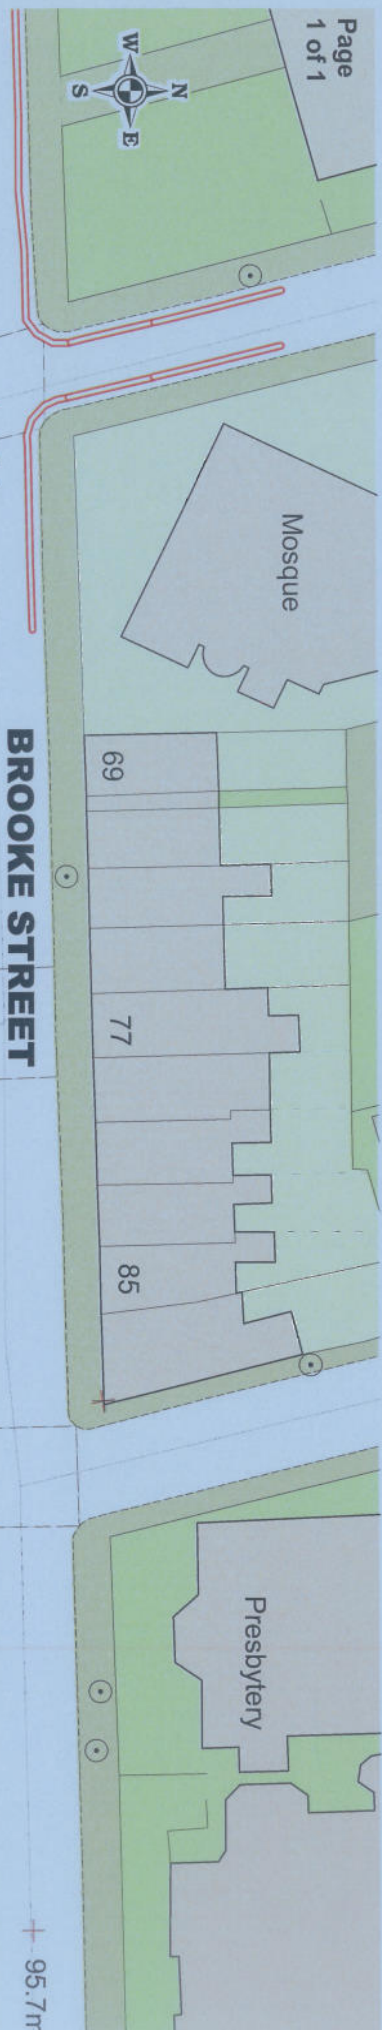 Page
1 of 1
N
W
E
S
Mosque
69
77
85
BROOKE STREET
Presbytery
95.7m